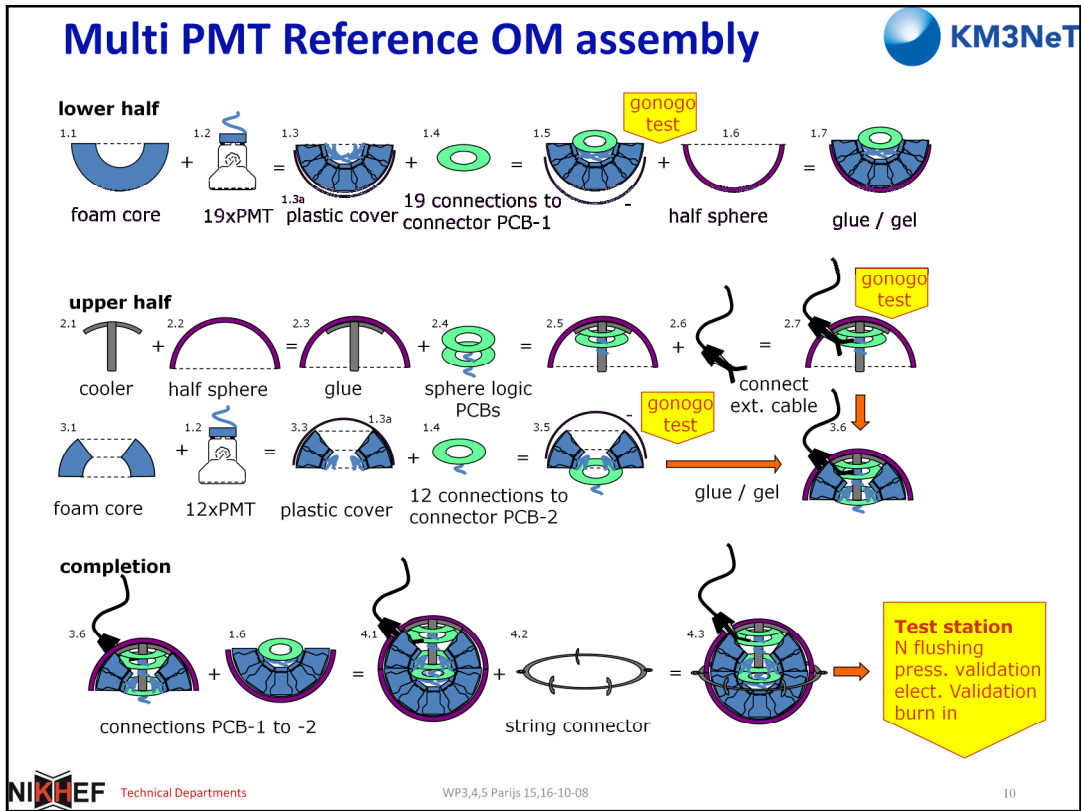 Multi PMT Reference OM assembly
KM3NeT
lower half
gonogo
test
1.1
1.2
1.3
1.4
1.5
1.6
1.7
+
=
+
=
+
=
foam core
19xPMT
1.3a
plastic cover
19 connections to
connector PCB-1
-
half sphere
glue / gel
upper half
gonogo
test
2.1
2.2
2.3
2.4
2.5
2.6
2.7
+
=
+
=
+
=
cooler
half sphere
glue
sphere logic
PCBs
connect
ext. cable
3.1
1.2
3.3
1.3a
1.4
3.5
-
gonogo
test
3.6
+
=
+
=
foam core
12xPMT
plastic cover
12 connections to
connector PCB-2
glue / gel
completion
3.6
1.6
4.1
4.2
4.3
+
=
+
=
connections PCB-1 to -2
string connector
Test station
N flushing
press. validation
elect. Validation
burn in
NIKHEF
Technical Departments
WP3,4,5 Parijs 15,16-10-08
10